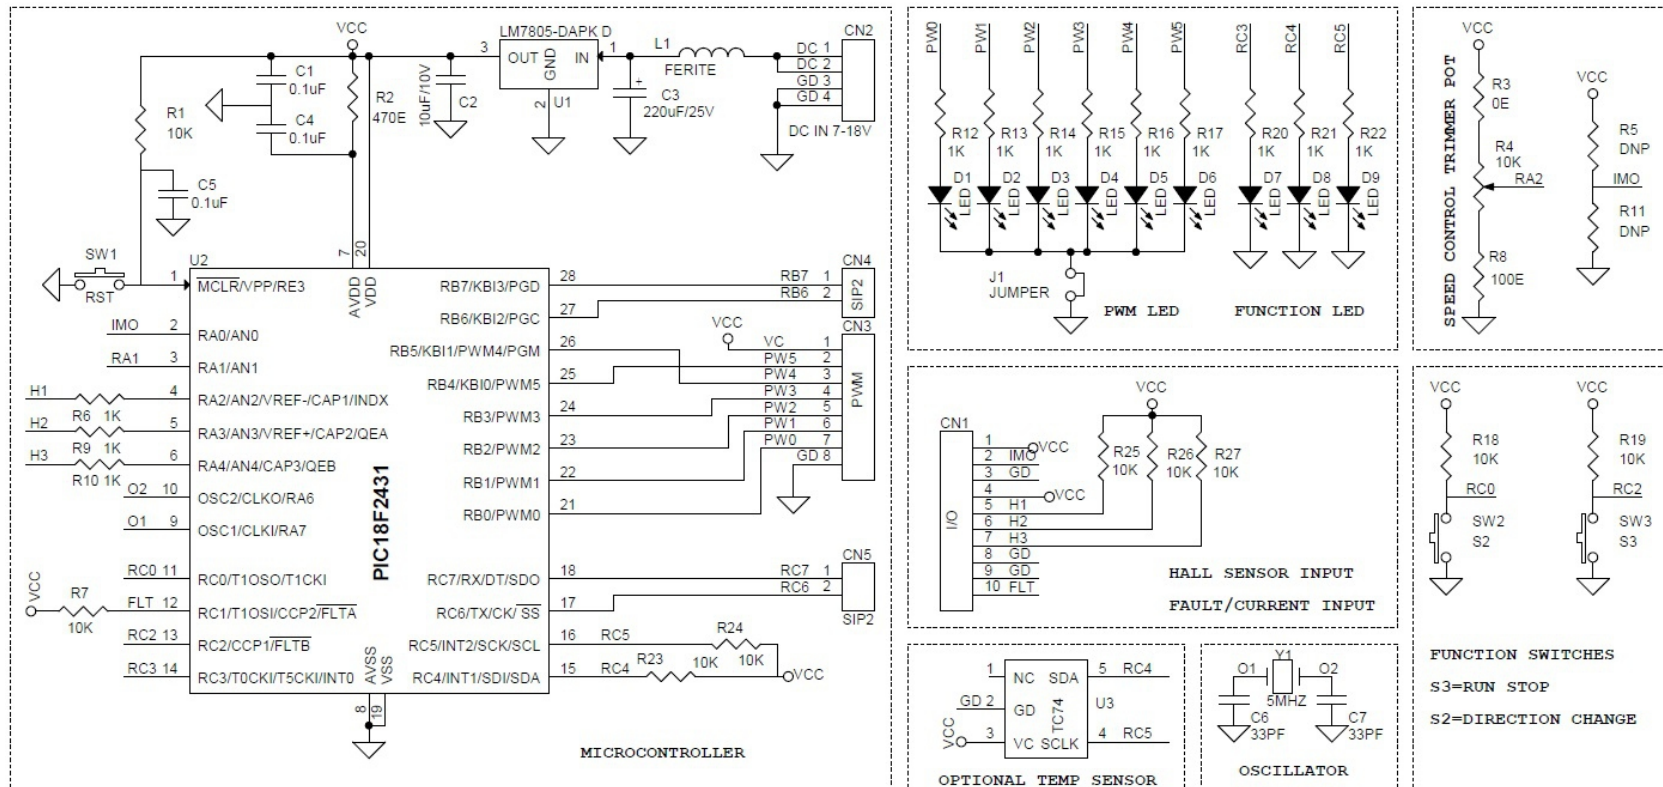 VCC
LM7805-DAPK D
CN2
3
OUT
GND
IN
1
L1
FERITE
DC 1
DC 2
GD 3
GD 4
DC IN 7-18V
2
U1
C1
0.1uF
C4
0.1uF
R2
470E
10uF/10V
C2
+
C3
220uF/25V
R1
10K
C5
0.1uF
SW1
RST
U2
7
20
AVDD
VDD
PIC18F2431
1
MCLR/VPP/RE3
IMO 2
RA0/AN0
RA1 3
RA1/AN1
H1
R6 1K
4
RA2/AN2/VREF-/CAP1/INDX
H2
R9 1K
5
RA3/AN3/VREF+/CAP2/QEA
H3
R10 1K
6
RA4/AN4/CAP3/QEB
O2 10
OSC2/CLKO/RA6
O1 9
OSC1/CLKI/RA7
RC0 11
RC0/T1OSO/T1CKI
VCC
R7
10K
FLT 12
RC1/T1OSI/CCP2/FLTA
RC2 13
RC2/CCP1/FLTB
RC3 14
RC3/T0CKI/T5CKI/INT0
AVSS
VSS
8
19
28
RB7/KBI3/PGD
27
RB6/KBI2/PGC
26
RB5/KBI1/PWM4/PGM
25
RB4/KBI0/PWM5
24
RB3/PWM3
23
RB2/PWM2
22
RB1/PWM1
21
RB0/PWM0
18
RC7/RX/DT/SDO
17
RC6/TX/CK/ SS
16
RC5/INT2/SCK/SCL
15
RC4/INT1/SDI/SDA
RC5
R24
10K
RC4
R23
10K
VCC
CN4
RB7 1
RB6 2
SIP2
CN3
VCC
VC 1
PW5 2
PW4 3
PW3 4
PW2 5
PW1 6
PW0 7
GD 8
PWM
CN5
RC7 1
RC6 2
SIP2
MICROCONTROLLER
PW0
PW1
PW2
PW3
PW4
PW5
RC3
RC4
RC5
R12
1K
R13
1K
R14
1K
R15
1K
R16
1K
R17
1K
R20
1K
R21
1K
R22
1K
D1
LED
D2
LED
D3
LED
D4
LED
D5
LED
D6
LED
D7
LED
D8
LED
D9
LED
J1
JUMPER
PWM LED
FUNCTION LED
SPEED CONTROL TRIMMER POT
VCC
R3
0E
R4
10K
RA2
R8
100E
VCC
R5
DNP
IMO
R11
DNP
CN1
I/O
1
VCC
2 IMO
3 GD
4
VCC
5 H1
6 H2
7 H3
8 GD
9 GD
10 FLT
VCC
R25
10K
R26
10K
R27
10K
HALL SENSOR INPUT
FAULT/CURRENT INPUT
VCC
R18
10K
RC0
SW2
S2
VCC
R19
10K
RC2
SW3
S3
FUNCTION SWITCHES
S3=RUN STOP
S2=DIRECTION CHANGE
1
NC
SDA
5 RC4
GD 2
GD
TC74
U3
VCC
3
VC
SCLK
4 RC5
OPTIONAL TEMP SENSOR
O1
Y1
O2
5MHZ
C6
33PF
C7
33PF
OSCILLATOR